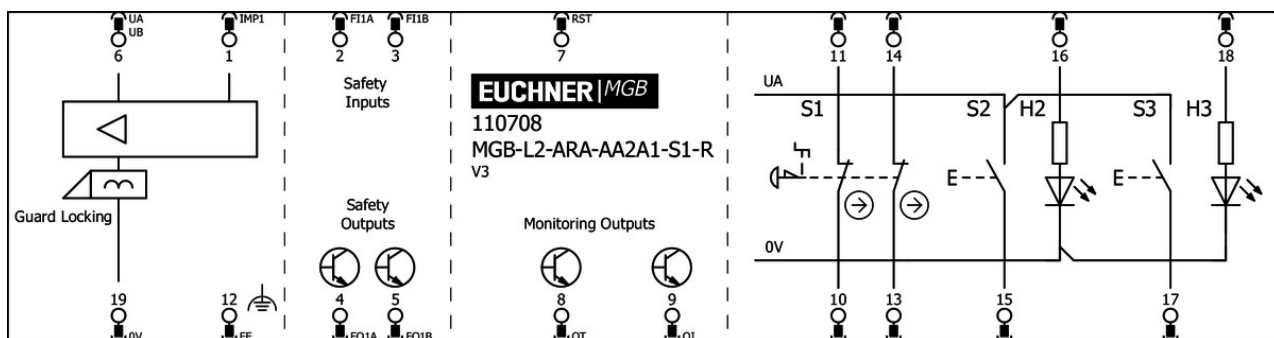 UA
UB
IMP1
FI1A
FI1B
RST
6
1
2
3
7
11
14
16
18
Safety
Inputs
EUCHNER|MGB
110708
MGB-L2-ARA-AA2A1-S1-R
V3
UA
S1
S2
H2
S3
H3
E
E
Guard Locking
Safety
Outputs
Monitoring Outputs
0V
19
12
4
5
8
9
10
13
15
17
0V
FE
FO1A
FO1B
OT
OI